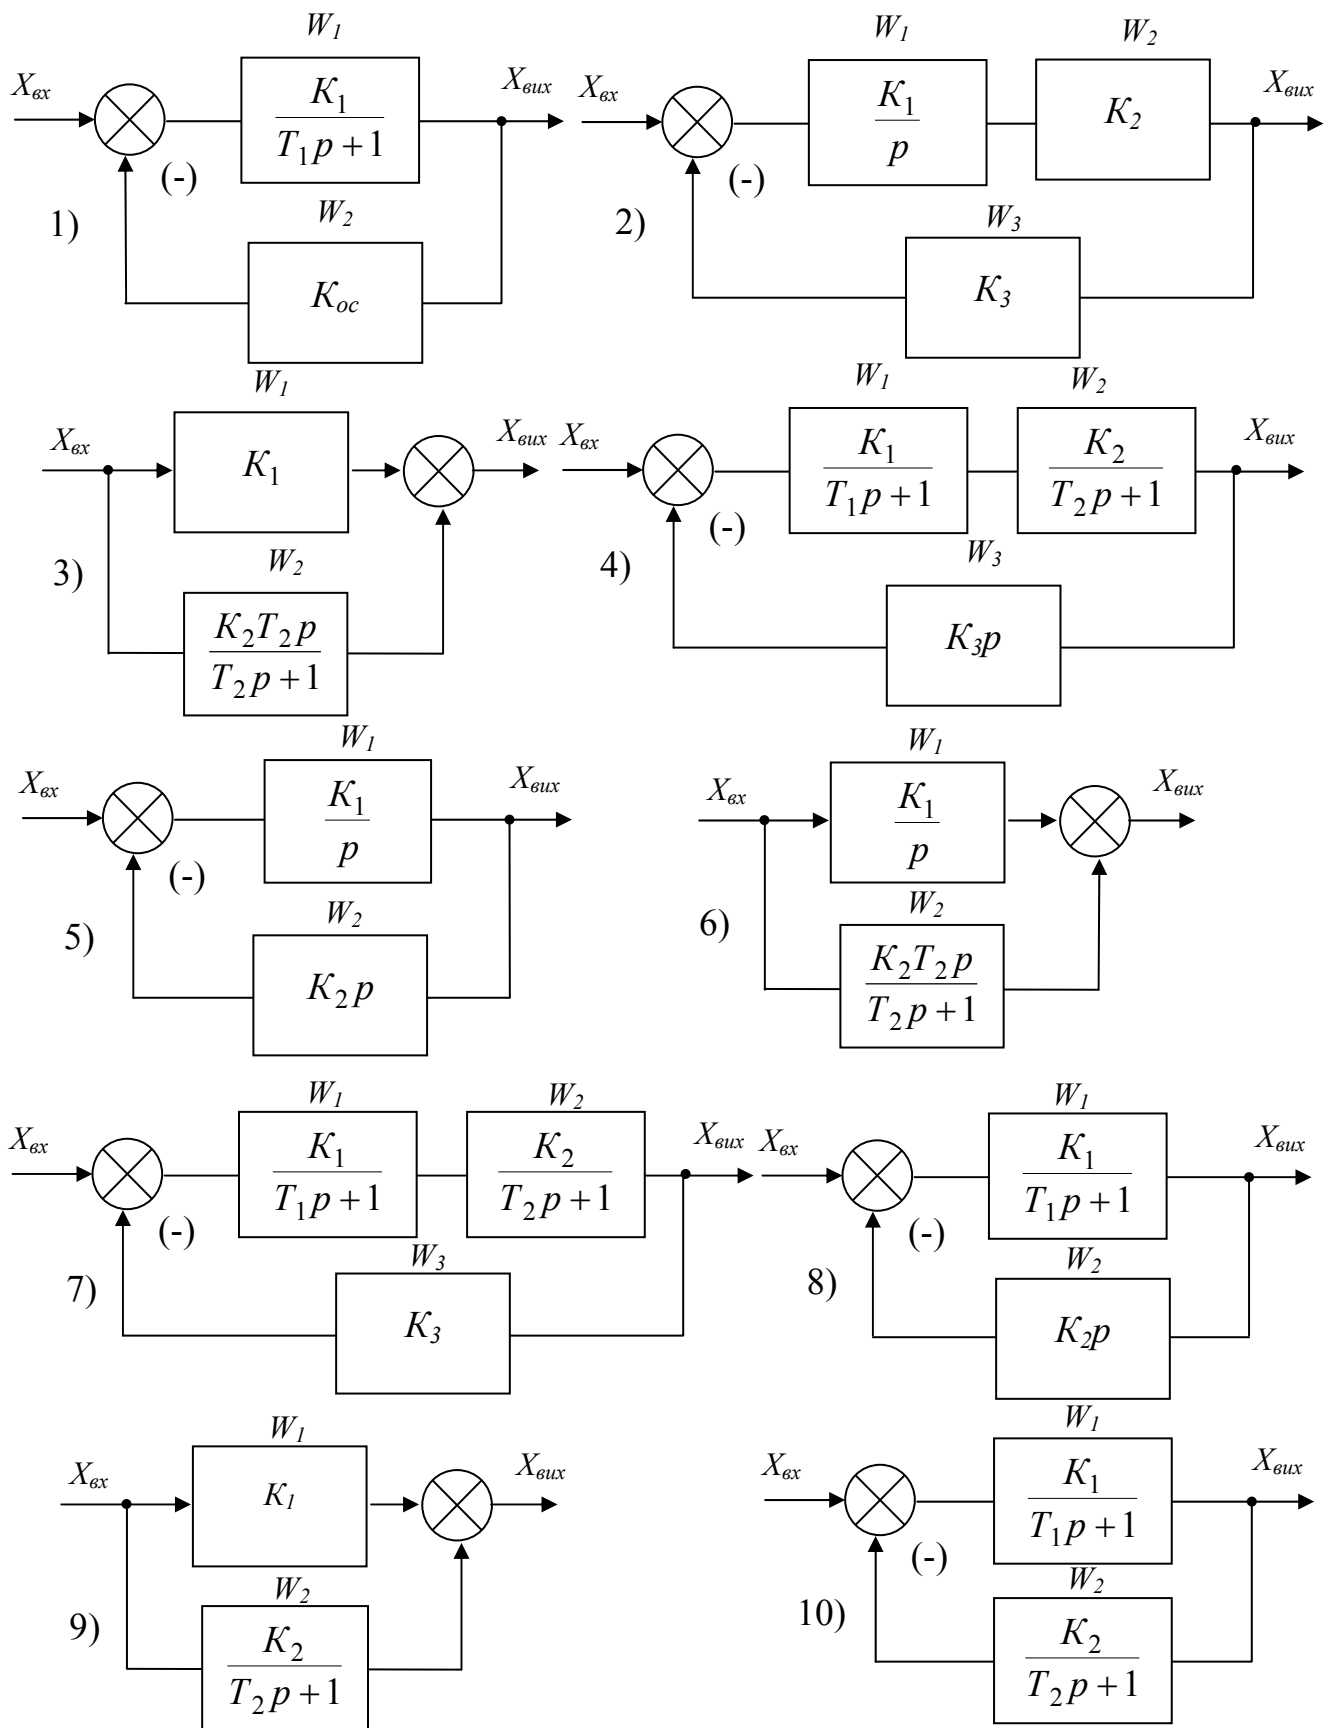 W1
Xвх
K1
T1p + 1
Xвих
(-)
1)
W2
Kос
W1
W2
Xвх
K1
p
K2
Xвих
(-)
2)
W3
K3
W1
Xвх
K1
Xвих
3)
W2
K2T2p
T2p + 1
W1
W2
Xвх
K1
T1p + 1
K2
T2p + 1
Xвих
(-)
4)
W3
K3p
W1
Xвх
K1
p
Xвих
(-)
5)
W2
K2p
W1
Xвх
K1
p
Xвих
6)
W2
K2T2p
T2p + 1
W1
W2
Xвх
K1
T1p + 1
K2
T2p + 1
Xвих
(-)
7)
W3
K3
W1
Xвх
K1
T1p + 1
Xвих
(-)
8)
W2
K2p
W1
Xвх
K1
Xвих
9)
W2
K2
T2p + 1
W1
Xвх
K1
T1p + 1
Xвих
(-)
10)
W2
K2
T2p + 1